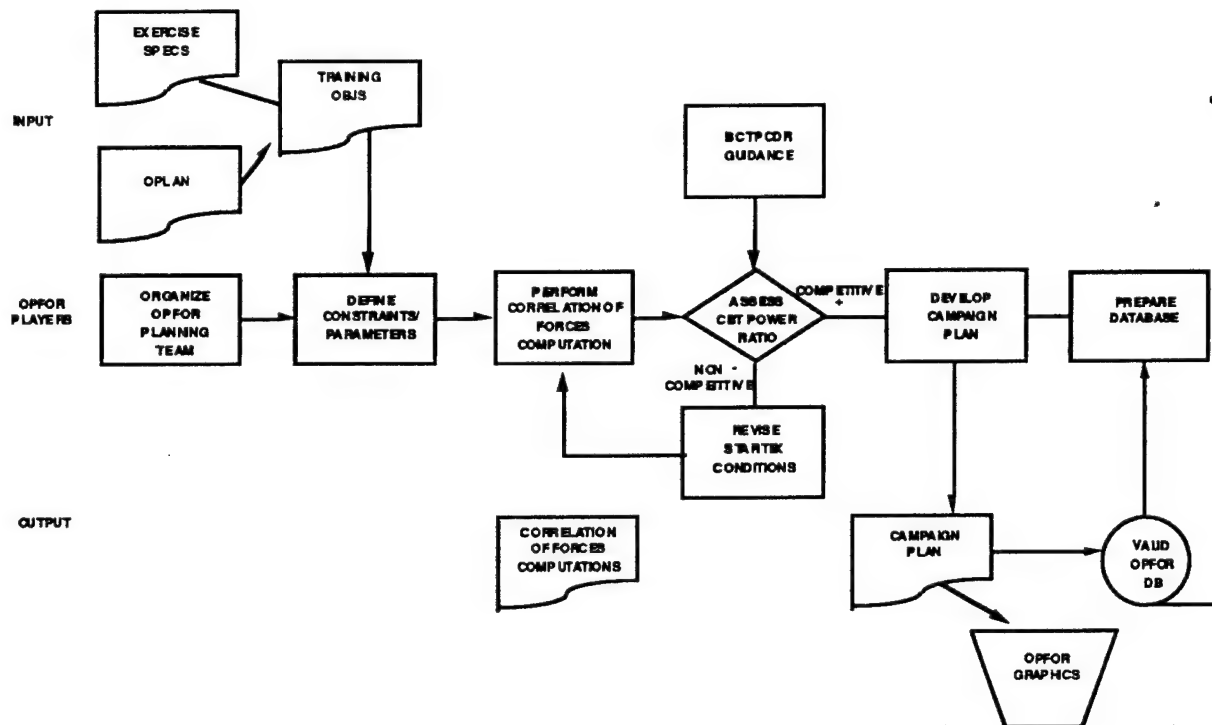 EXERCISE
SPECS
TRAINING
OBJS
INPUT
OPLAN
BCTPCDR
GUIDANCE
OPFOR
PLAYERS
ORGANIZE
OPFOR
PLANNING
TEAM
DEFINE
CONSTRAINTS/
PARAMETERS
PERFORM
CORRELATION OF
FORCES
COMPUTATION
ASSESS
CBT POWER
RATIO
COMPETITIVE
+
DEVELOP
CAMPAIGN
PLAN
PREPARE
DATABASE
NON -
COMPETITIVE
REVISE
STARTEX
CONDITIONS
OUTPUT
CORRELATION
OF FORCES
COMPUTATIONS
CAMPAIGN
PLAN
VALID
OPFOR
DB
OPFOR
GRAPHICS